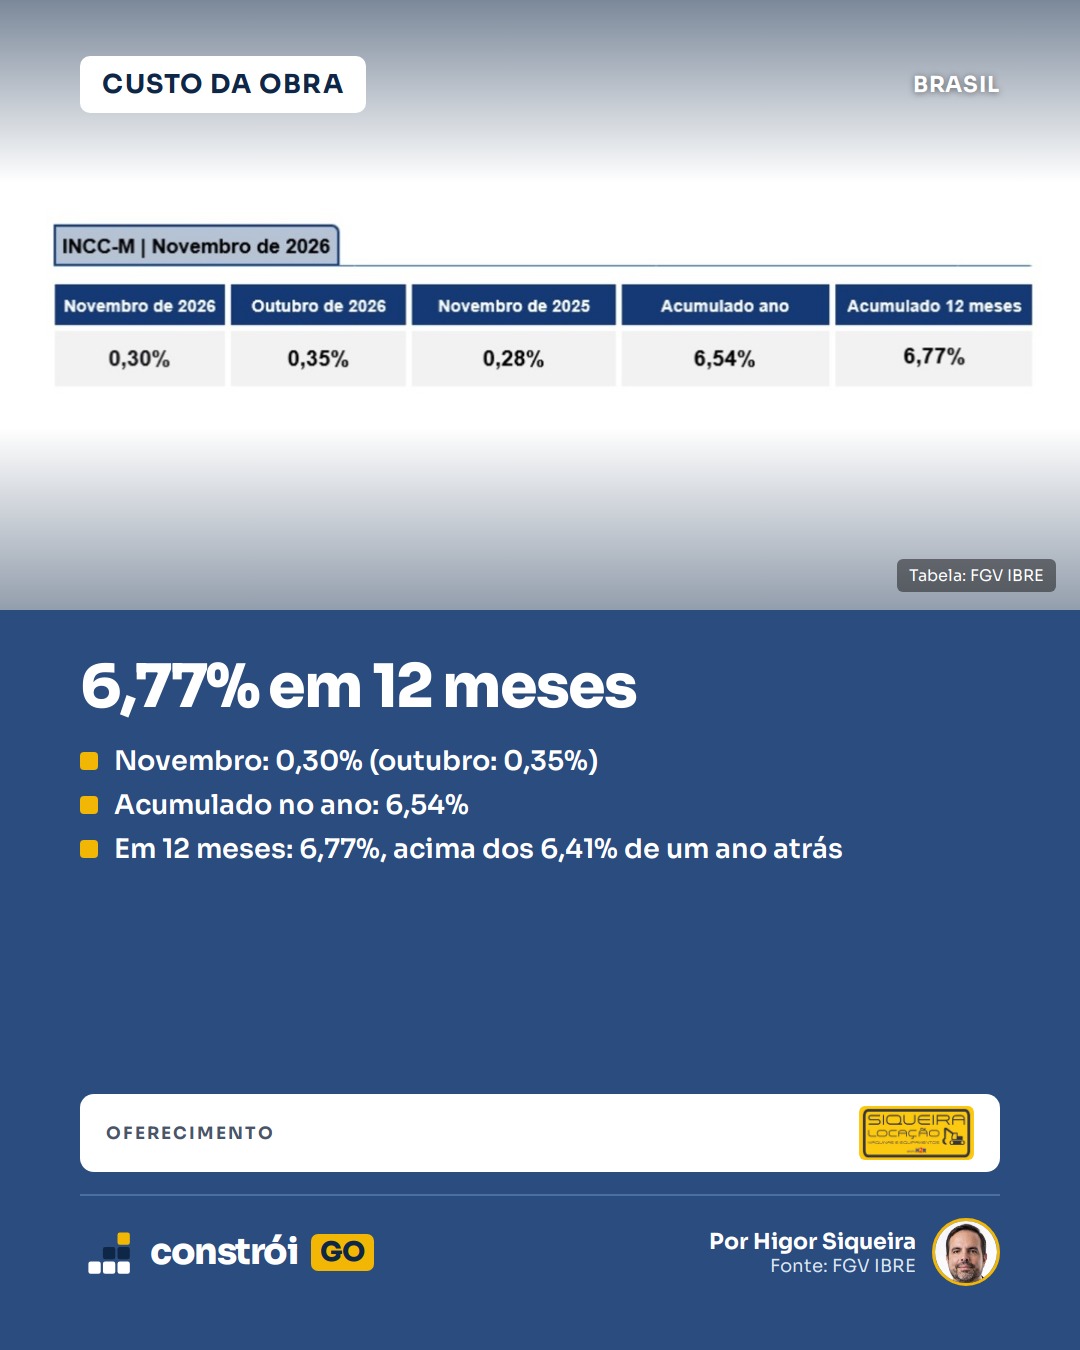 CUSTO DA OBRA
BRASIL
INCC-M | Novembro de 2026
Novembro de 2026 Outubro de 2026 Novembro de 2025 Acumulado ano Acumulado 12 meses
0,30% 0,35% 0,28% 6,54% 6,77%
Tabela: FGV IBRE
6,77% em 12 meses
Novembro: 0,30% (outubro: 0,35%)
Acumulado no ano: 6,54%
Em 12 meses: 6,77%, acima dos 6,41% de um ano atrás
OFERECIMENTO
SIQUEIRA
LOCAÇÃO
MÁQUINAS E EQUIPAMENTOS
constrói GO
Por Higor Siqueira
Fonte: FGV IBRE